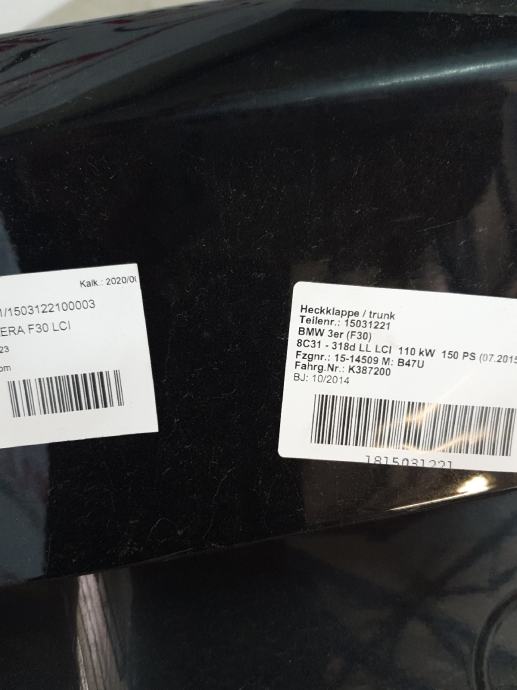 Kalk.: 2020/0
/1503122100003
ERA F30 LCI
23
om
Heckklappe / trunk
Teilenr.: 15031221
BMW 3er (F30)
8C31 - 318d LL LCI 110 kW 150 PS (07.2015
Fzgnr.: 15-14509 M: B47U
Fahrg.Nr.: K387200
BJ: 10/2014
1815031221